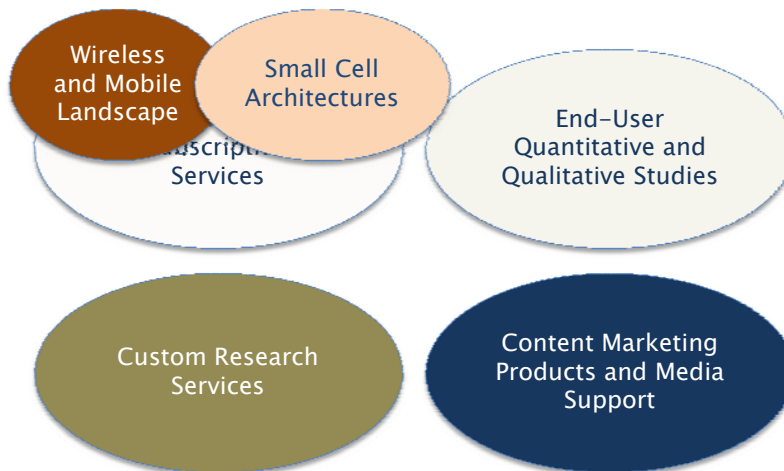 Wireless
and Mobile
Landscape
Small Cell
Architectures
Services
End-User
Quantitative and
Qualitative Studies
Custom Research
Services
Content Marketing
Products and Media
Support